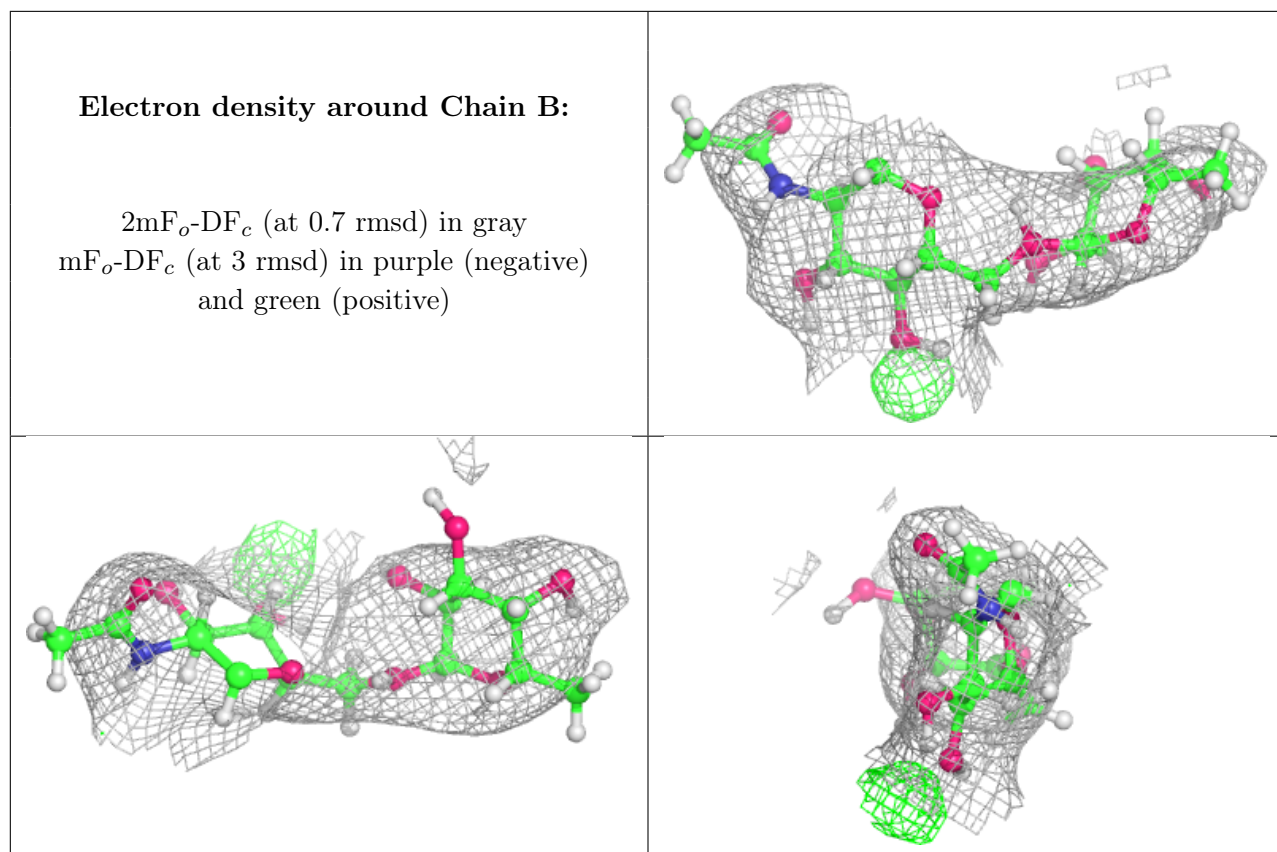 Electron density around Chain B:
2mFₒ-DF𝒸 (at 0.7 rmsd) in gray
mFₒ-DF𝒸 (at 3 rmsd) in purple (negative)
and green (positive)